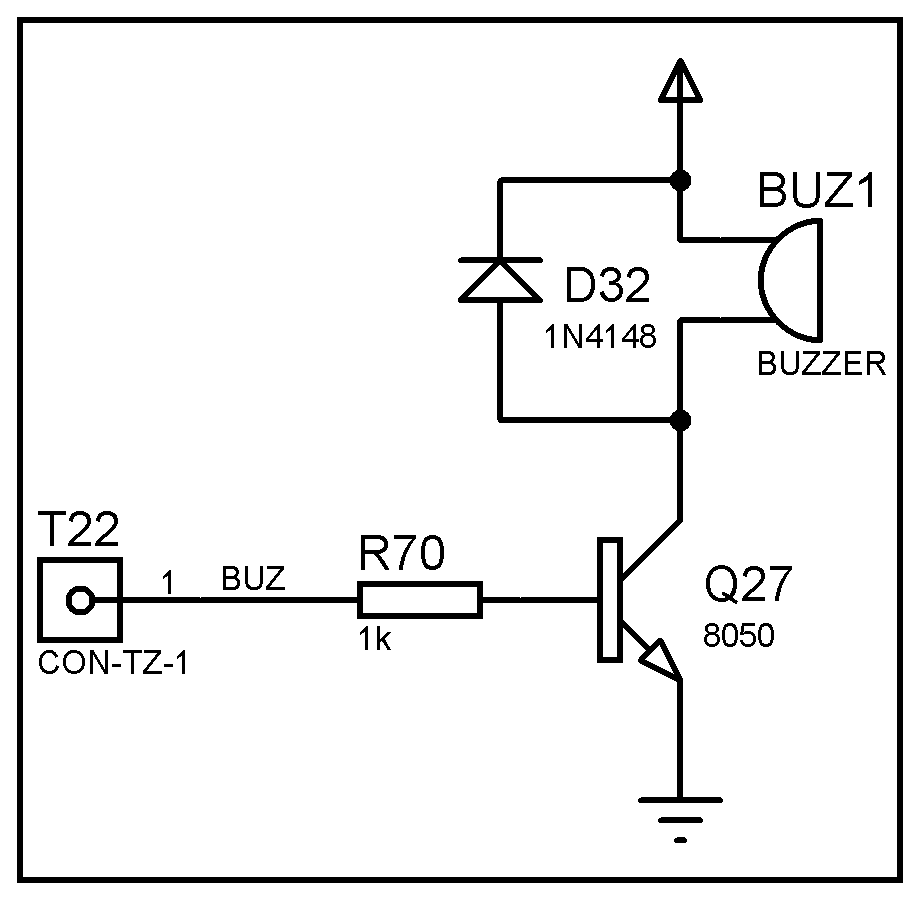 BUZ1
D32
1N4148
BUZZER
T22
1
BUZ
R70
1k
CON-TZ-1
Q27
8050